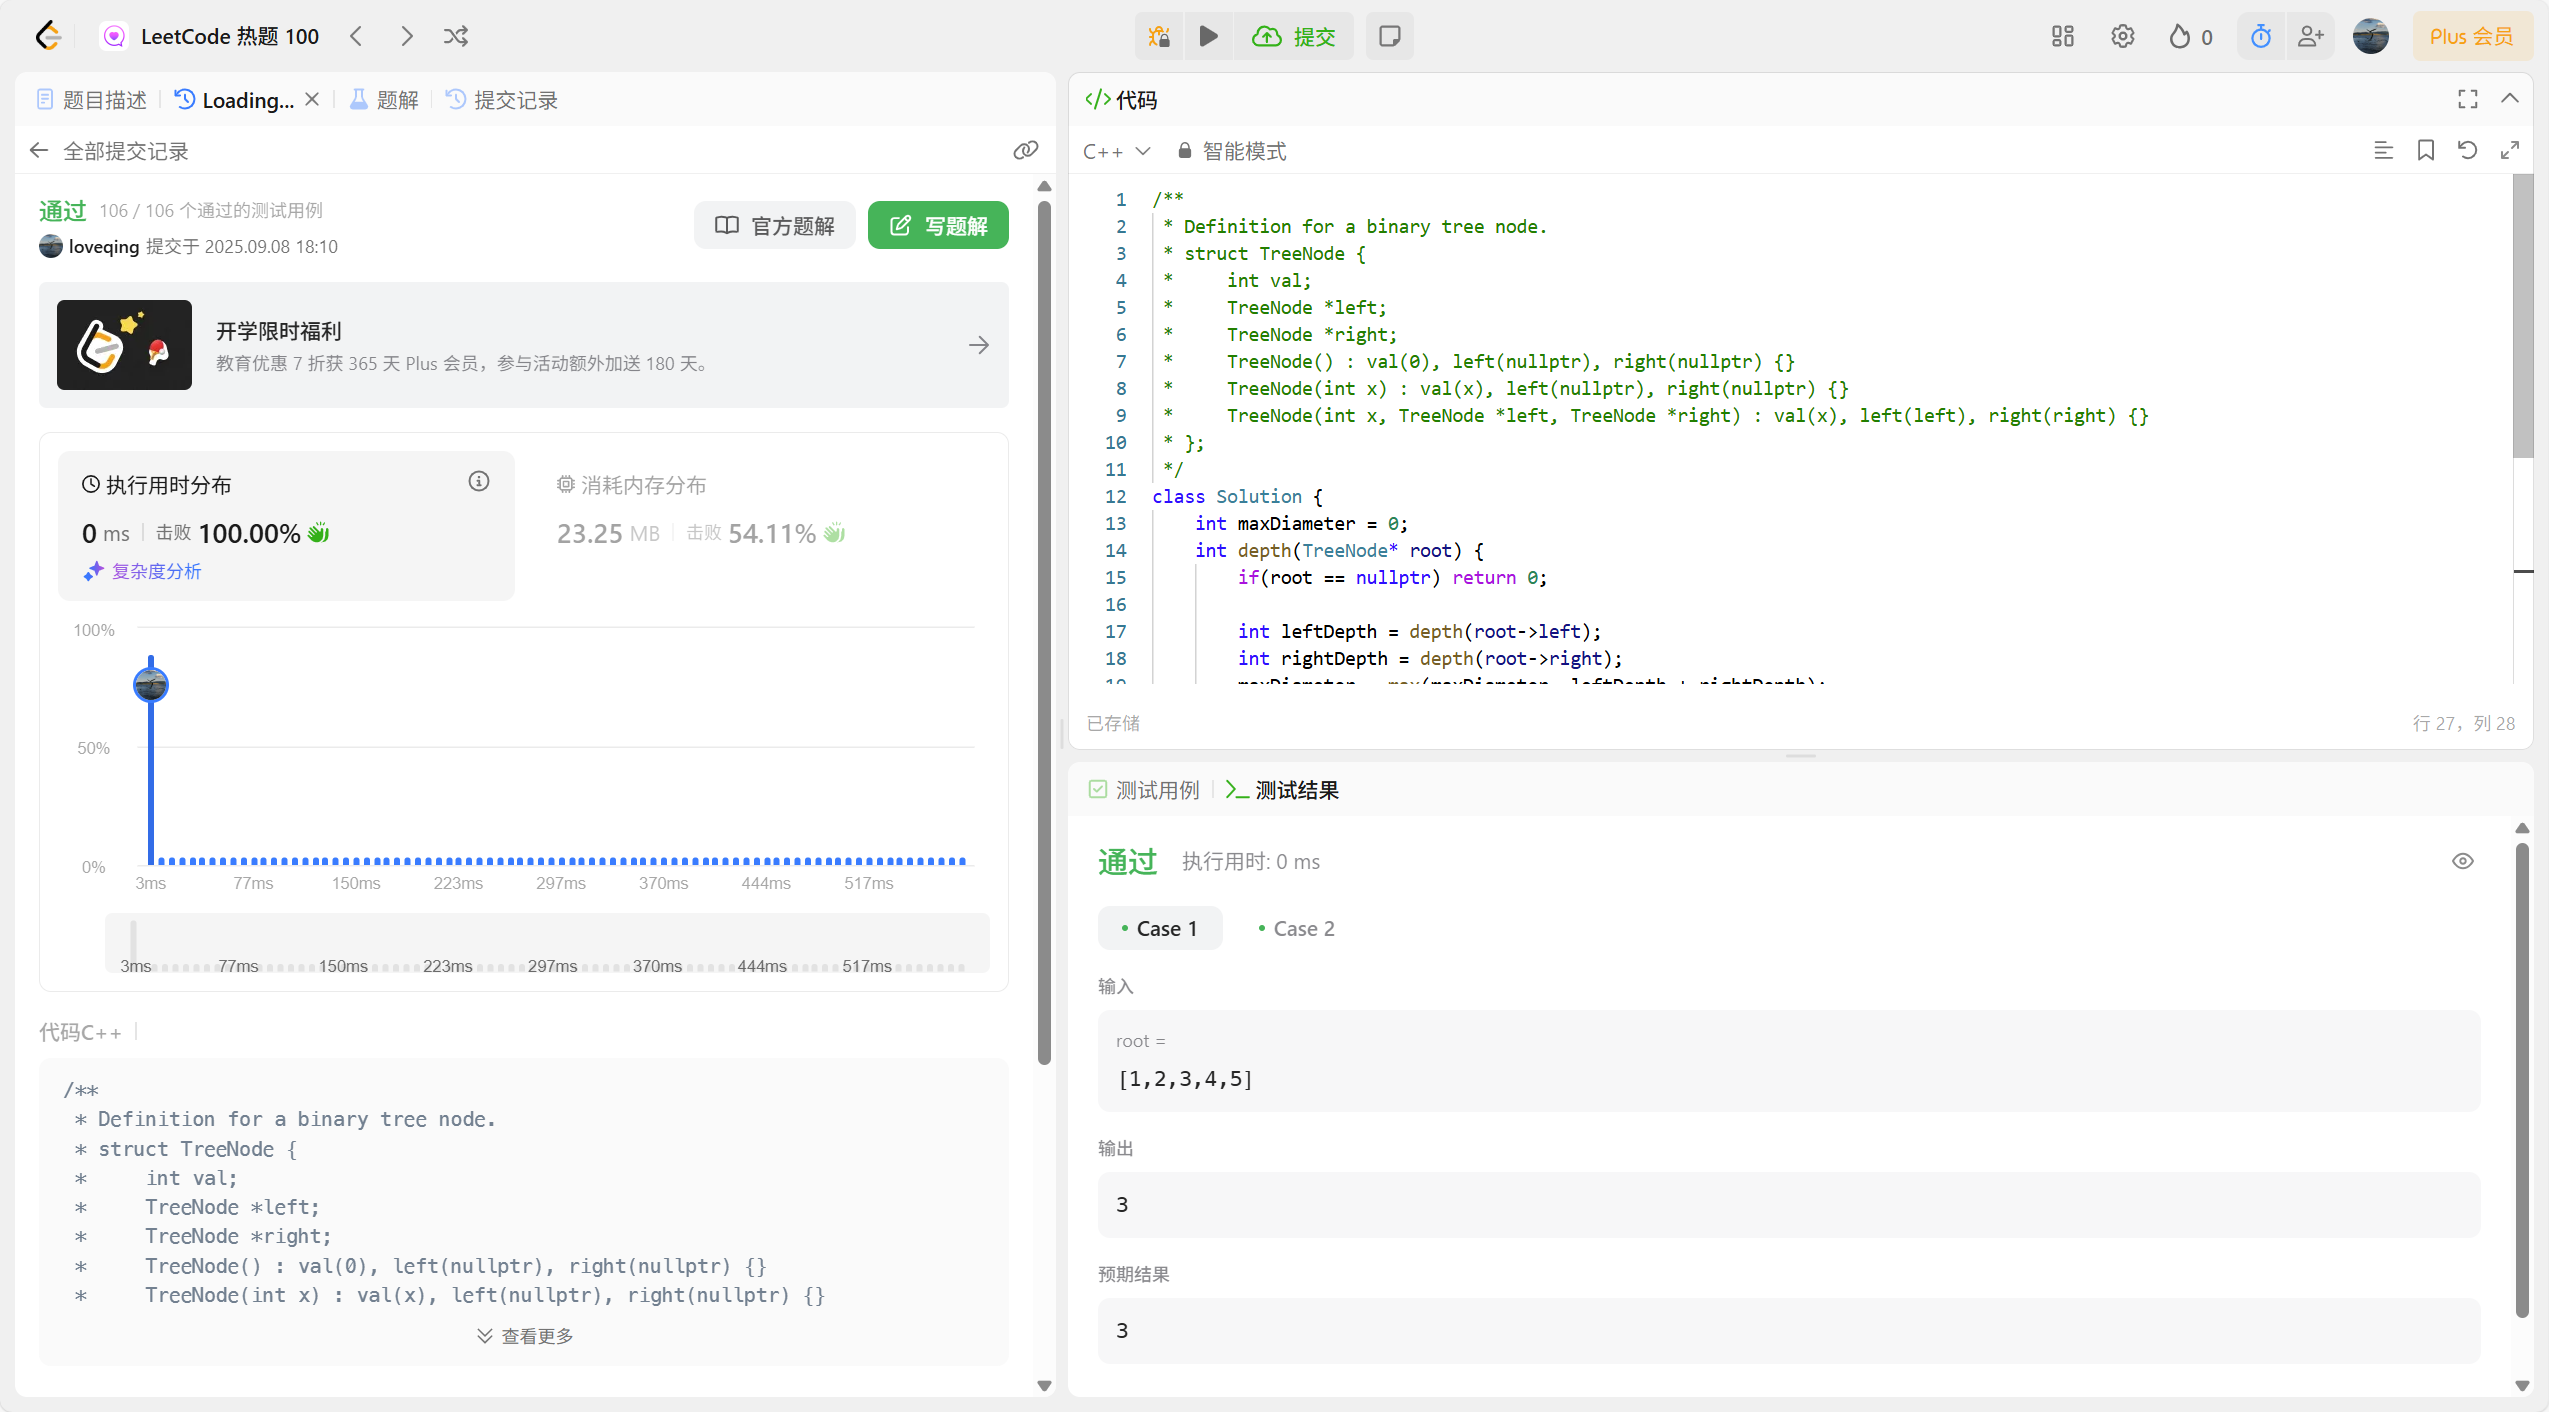 LeetCode 热题 100
提交
0
Plus 会员
题目描述
Loading...
题解
提交记录
全部提交记录
通过 106 / 106 个通过的测试用例
loveqing 提交于 2025.09.08 18:10
官方题解
写题解
开学限时福利
教育优惠 7 折获 365 天 Plus 会员，参与活动额外加送 180 天。
执行用时分布
0 ms 击败 100.00%
复杂度分析
消耗内存分布
23.25 MB 击败 54.11%
100%
50%
0%
3ms 77ms 150ms 223ms 297ms 370ms 444ms 517ms
3ms 77ms 150ms 223ms 297ms 370ms 444ms 517ms
代码C++
/**
 * Definition for a binary tree node.
 * struct TreeNode {
 *     int val;
 *     TreeNode *left;
 *     TreeNode *right;
 *     TreeNode() : val(0), left(nullptr), right(nullptr) {}
 *     TreeNode(int x) : val(x), left(nullptr), right(nullptr) {}
查看更多
代码
C++
智能模式
1 /**
2  * Definition for a binary tree node.
3  * struct TreeNode {
4  *     int val;
5  *     TreeNode *left;
6  *     TreeNode *right;
7  *     TreeNode() : val(0), left(nullptr), right(nullptr) {}
8  *     TreeNode(int x) : val(x), left(nullptr), right(nullptr) {}
9  *     TreeNode(int x, TreeNode *left, TreeNode *right) : val(x), left(left), right(right) {}
10  * };
11  */
12 class Solution {
13     int maxDiameter = 0;
14     int depth(TreeNode* root) {
15         if(root == nullptr) return 0;
16
17         int leftDepth = depth(root->left);
18         int rightDepth = depth(root->right);
19         maxDiameter = max(maxDiameter, leftDepth + rightDepth);
已存储
行 27，列 28
测试用例
测试结果
通过 执行用时: 0 ms
Case 1
Case 2
输入
root =
[1,2,3,4,5]
输出
3
预期结果
3